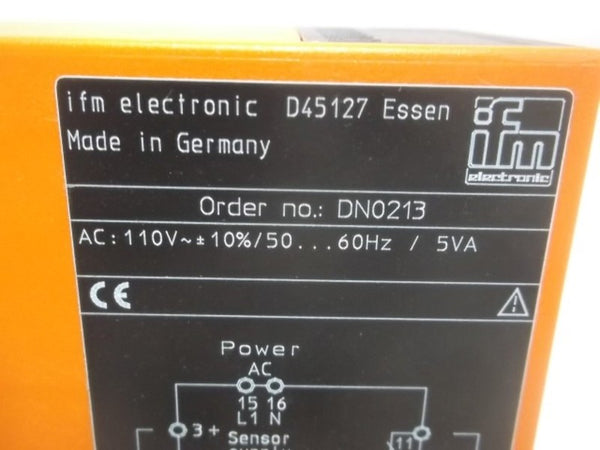 ifm electronic D45127 Essen
ifm
electronic
Made in Germany
Order no.: DN0213
AC:110V~±10%/50...60Hz / 5VA
CE
Power
AC
15 16
L1 N
3+ Sensor 11
supply